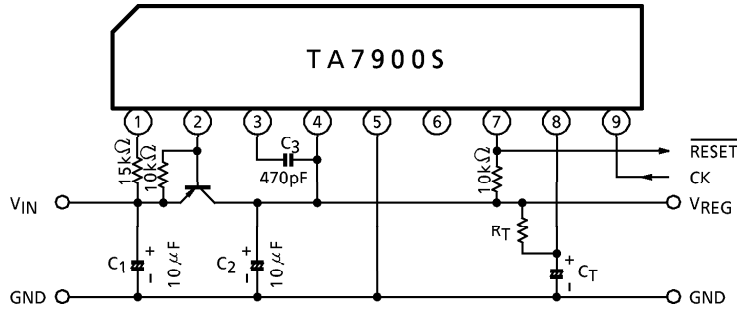 TA7900S
1 2 3 4 5 6 7 8 9
15kΩ
10kΩ
C3
470pF
10kΩ
RESET
CK
VIN
VREG
RT
C1
+
-
10μF
C2
+
-
10μF
+
-
CT
GND
GND